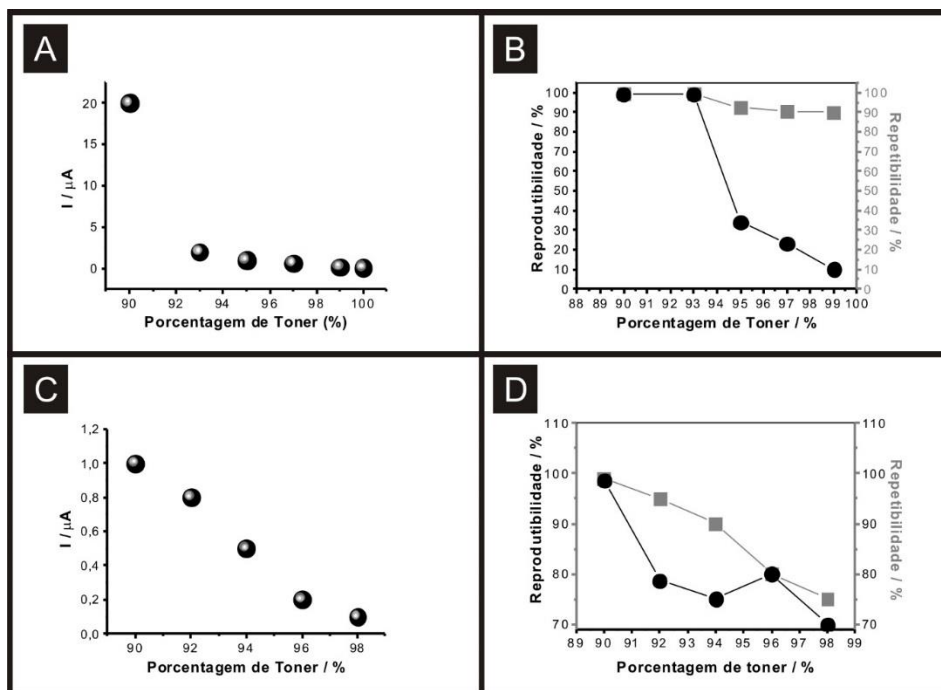 A
I / µA
20
15
10
5
0
90 92 94 96 98 100
Porcentagem de Toner (%)
B
Reprodutibilidade / %
100
90
80
70
60
50
40
30
20
10
0
88 89 90 91 92 93 94 95 96 97 98 99 100
Porcentagem de Toner / %
100
90
80
70
60
50
40
30
20
10
0
Repetibilidade / %
C
I / µA
1,2
1,0
0,8
0,6
0,4
0,2
0,0
90 92 94 96 98
Porcentagem de Toner / %
D
Reprodutibilidade / %
110
100
90
80
70
89 90 91 92 93 94 95 96 97 98 99
Porcentagem de toner / %
110
100
90
80
70
Repetibilidade / %